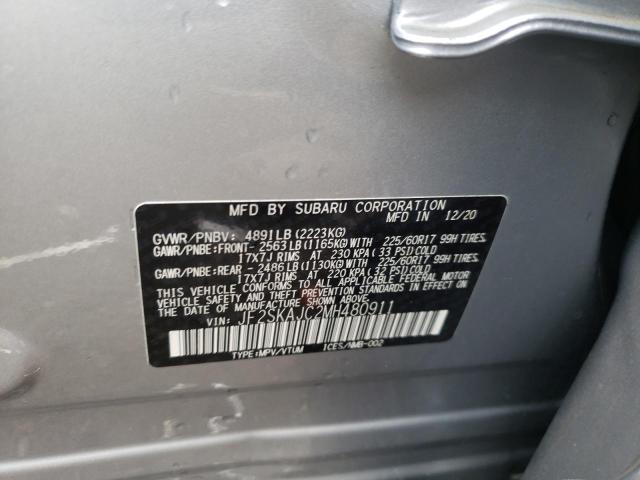 MFD BY SUBARU CORPORATION
MFD. 12/20
GVWR/PNBV: 4891LB(2223KG)
GAWR/PNBE:FRONT- 2563LB(1165KG)WITH 225/60R17 99H TIRES,
17X7J RIMS AT 230 KPA (33 PSI)COLD
GAWR/PNBE:REAR - 2486LB(1130KG)WITH 225/60R17 99H TIRES,
17X7J RIMS AT 220 KPA (32 PSI)COLD
THIS VEHICLE CONFORMS TO ALL APPLICABLE FEDERAL MOTOR
VEHICLE SAFETY AND THEFT PREVENTION STANDARDS IN EFFECT
ON THE DATE OF MANUFACTURE SHOWN ABOVE.
VIN: JF2SKAJC2MH480911
TYPE:MPV/VTUM ICES/NMB-002